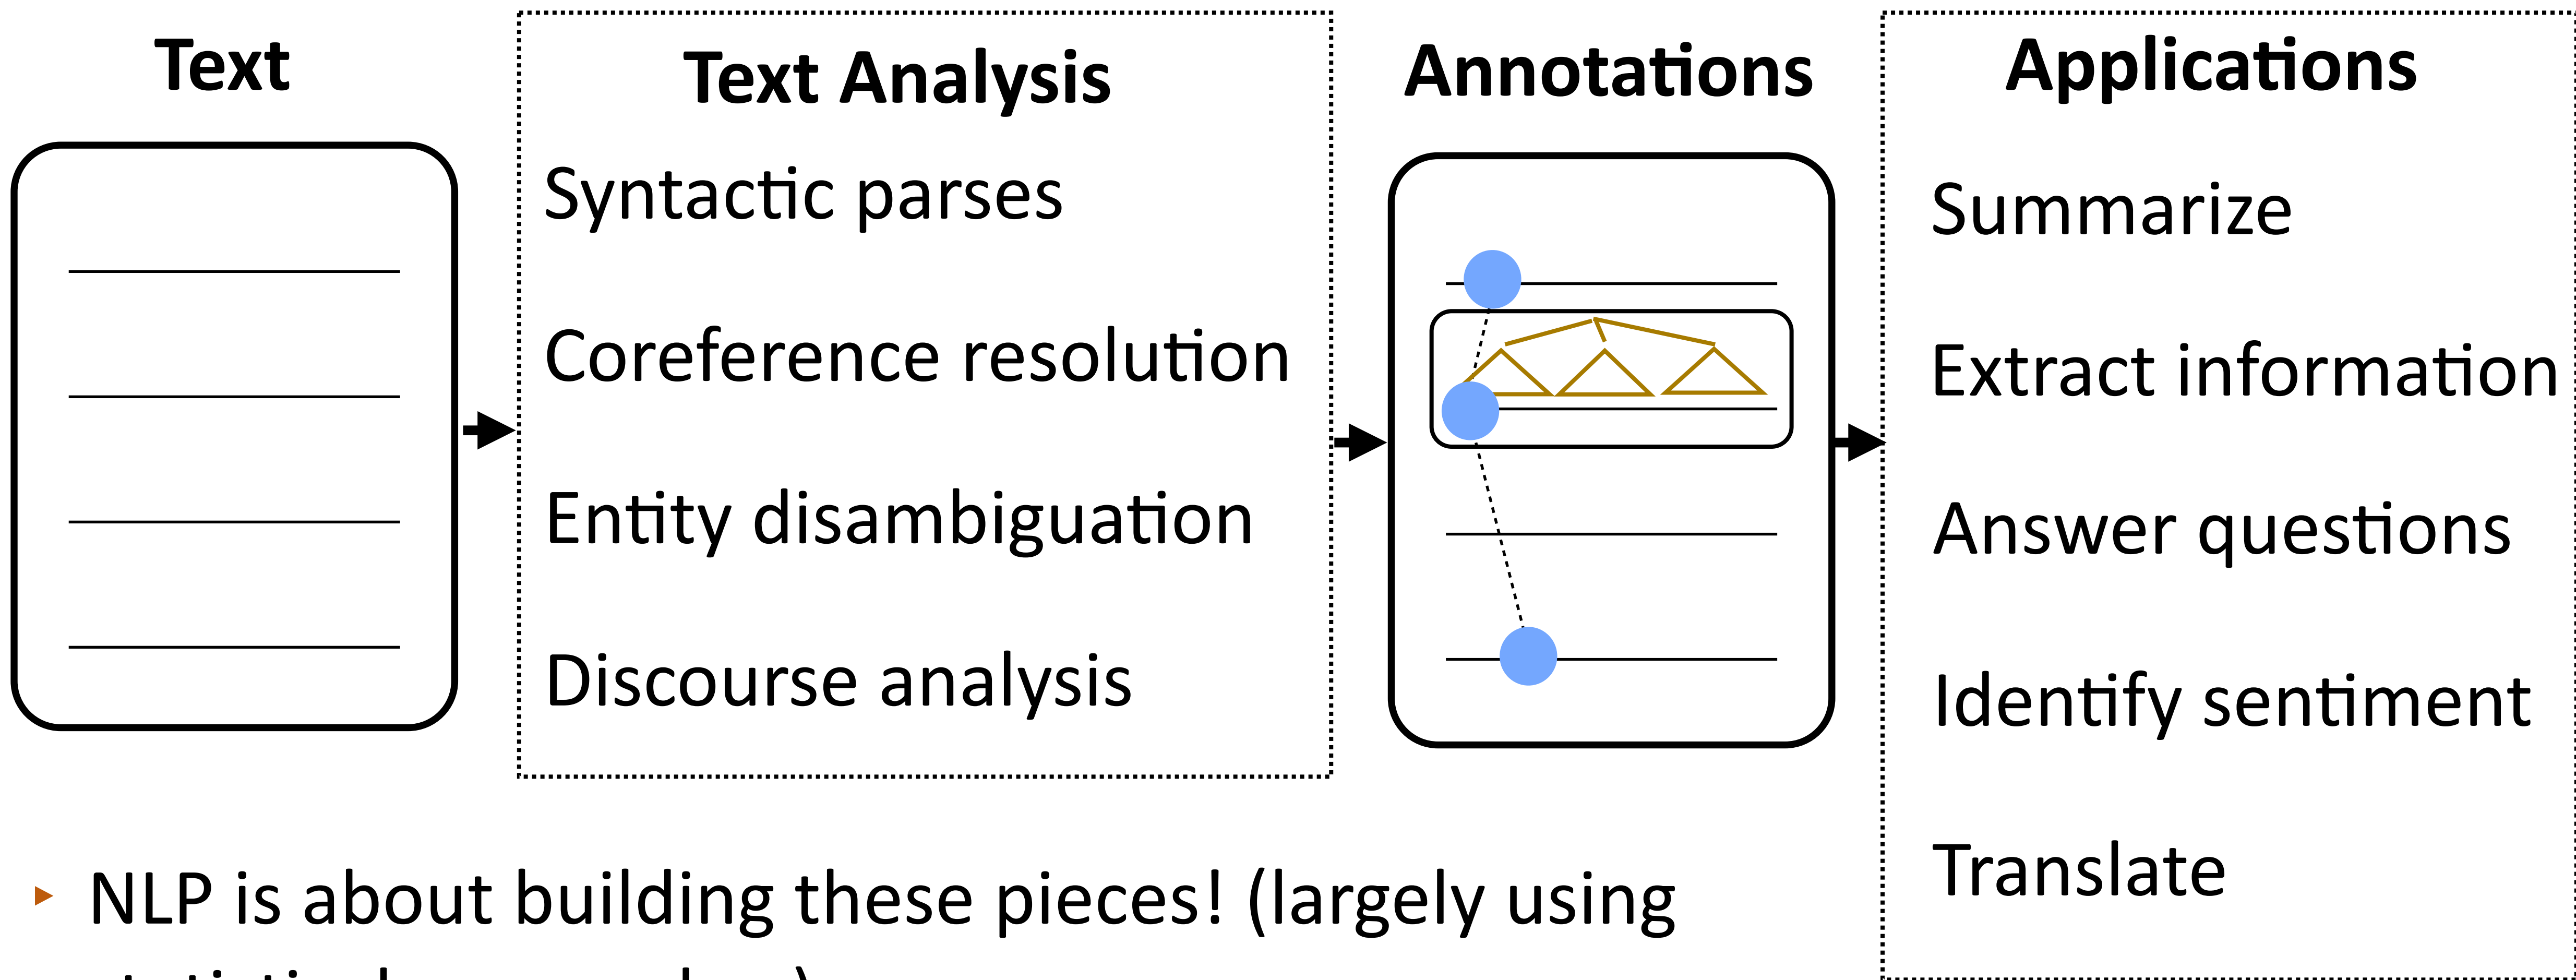 Text
Text Analysis
Syntactic parses
Coreference resolution
Entity disambiguation
Discourse analysis
Annotations
Applications
Summarize
Extract information
Answer questions
Identify sentiment
Translate
‣ NLP is about building these pieces! (largely using